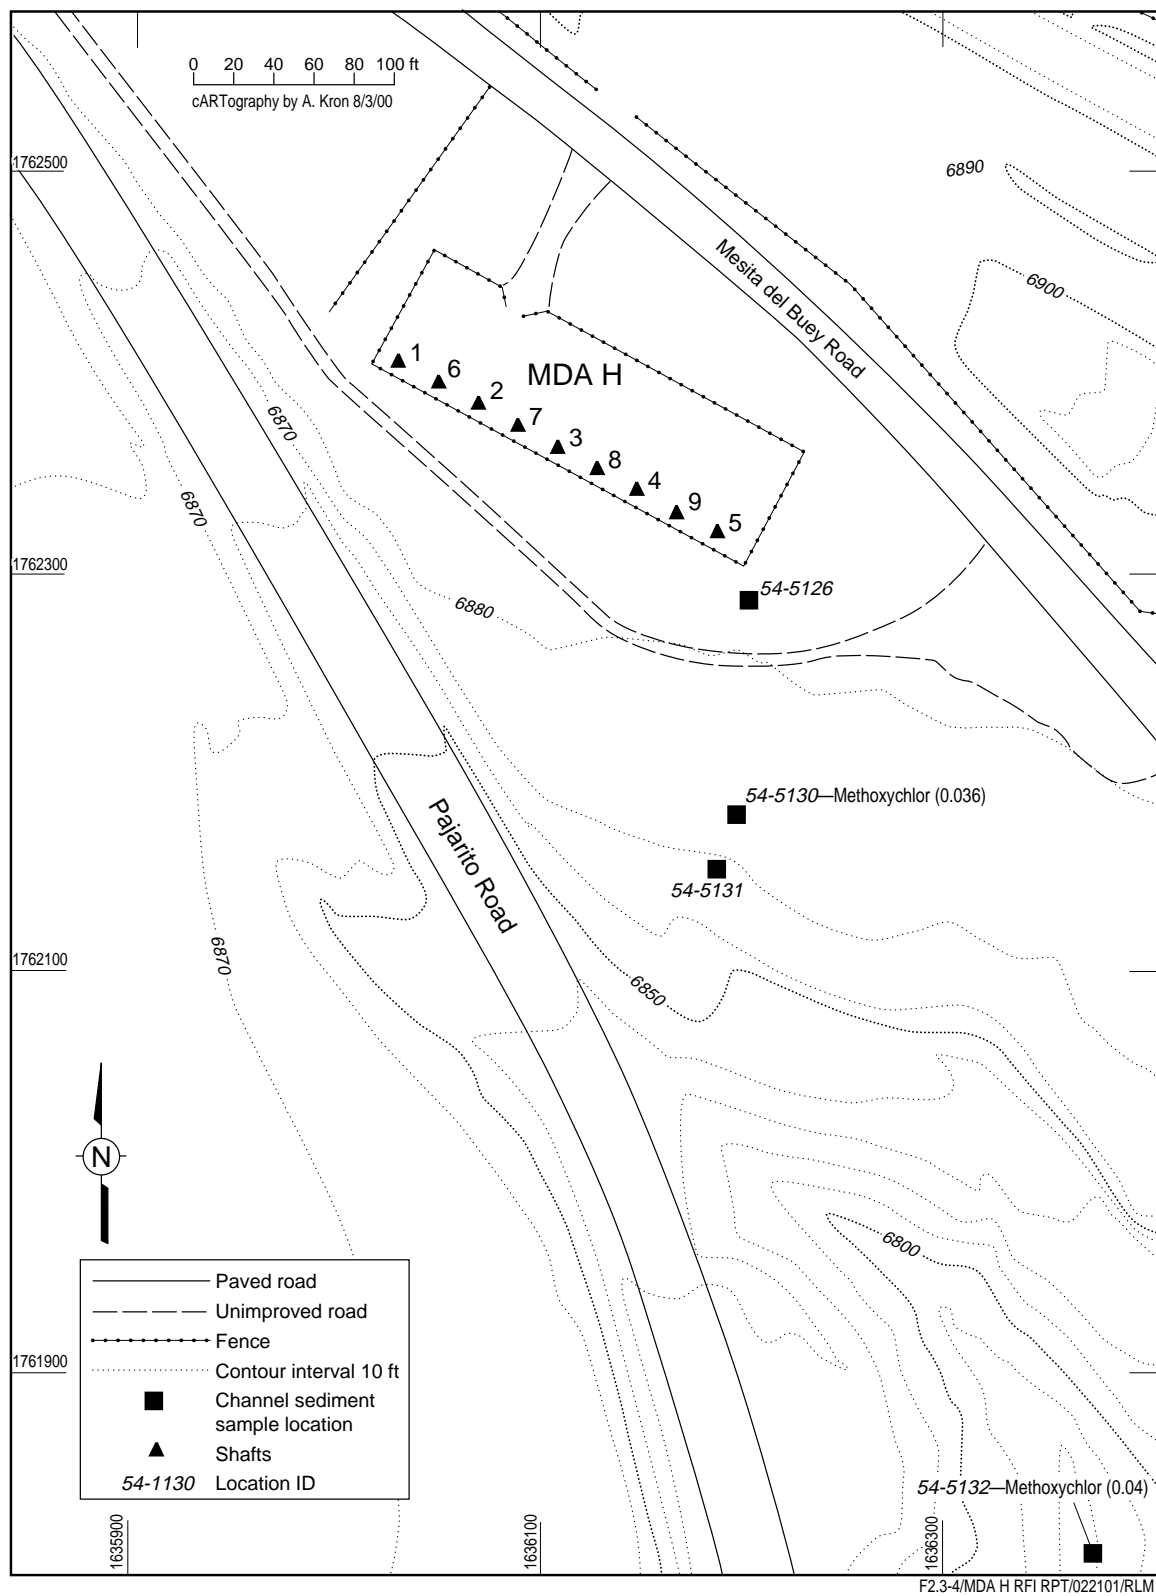 0 20 40 60 80 100 ft
cARTography by A. Kron 8/3/00
1762500
6890
Mesita del Buey Road
6900
MDA H
1
6
2
7
3
8
4
9
5
6870
6870
1762300
54-5126
6880
54-5130—Methoxychlor (0.036)
54-5131
Pajarito Road
6870
1762100
6850
N
6800
Paved road
Unimproved road
Fence
Contour interval 10 ft
Channel sediment
sample location
Shafts
54-1130 Location ID
1761900
54-5132—Methoxychlor (0.04)
1635900
1636100
1636300
F2.3-4/MDA H RFI RPT/022101/RLM